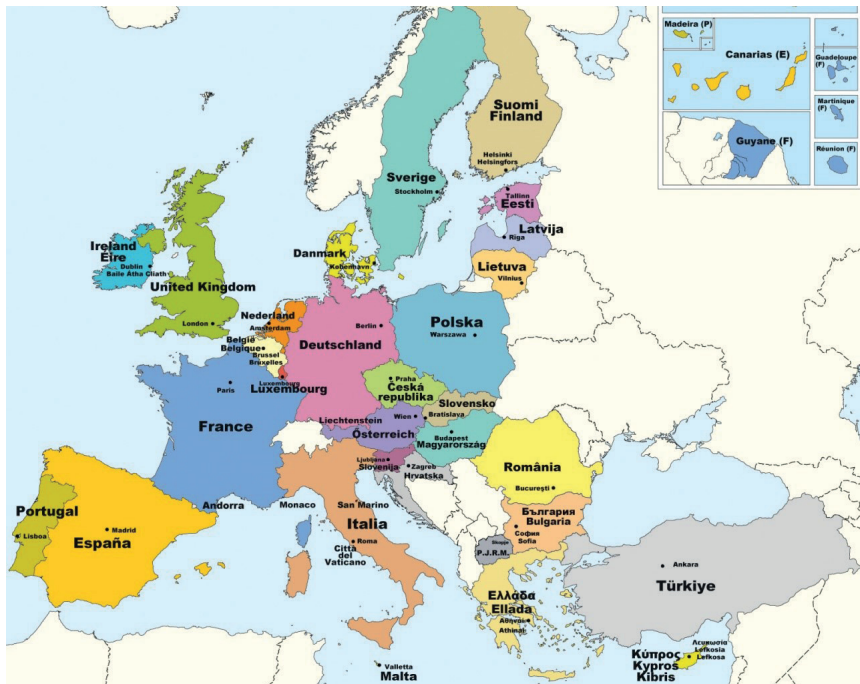 Madeira (P)
Canarias (E)
Guadeloupe
(F)
Martinique
(F)
Guyane (F)
Réunion (F)
Suomi
Finland
Helsinki
Helsingfors
Sverige
Stockholm
Tallinn
Eesti
Latvija
Riga
Lietuva
Vilnius
Danmark
København
Ireland
Éire
Dublin
Baile Átha Cliath
United Kingdom
London
Nederland
Amsterdam
België
Belgique
Brussel
Bruxelles
Luxembourg
Luxembourg
Berlin
Deutschland
Polska
Warszawa
Praha
Česká
republika
Slovensko
Bratislava
Paris
France
Liechtenstein
Wien
Österreich
Budapest
Magyarország
Ljubljana
Slovenija
Zagreb
Hrvatska
România
București
Portugal
Lisboa
Madrid
España
Andorra
Monaco
San Marino
Italia
Roma
Città
del
Vaticano
България
Bulgaria
София
Sofia
Skopje
P.J.R.M.
Ελλάδα
Ellada
Αθήναι
Athinai
Ankara
Türkiye
Valletta
Malta
Κύπρος
Kypros
Kibris
Λευκωσία
Lefkosia
Lefkosa